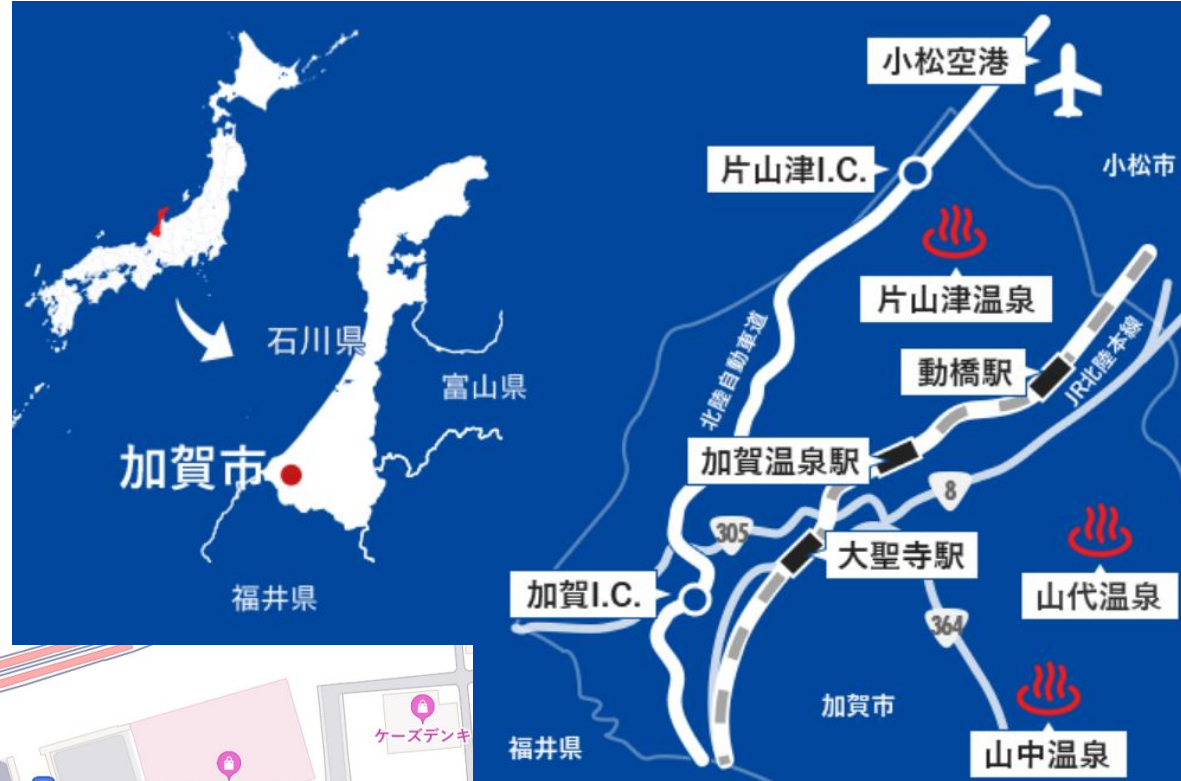 石川県
富山県
加賀市
福井県
小松空港
片山津I.C.
小松市
片山津温泉
北陸自動車道
動橋駅
JR北陸本線
加賀温泉駅
8
305
大聖寺駅
加賀I.C.
山代温泉
364
加賀市
福井県
山中温泉
ケーズデンキ